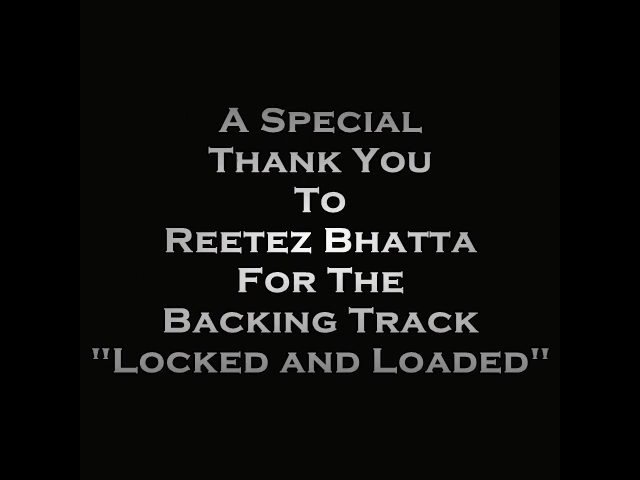 A Special
Thank You
To
Reetez Bhatta
For The
Backing Track
"Locked and Loaded"